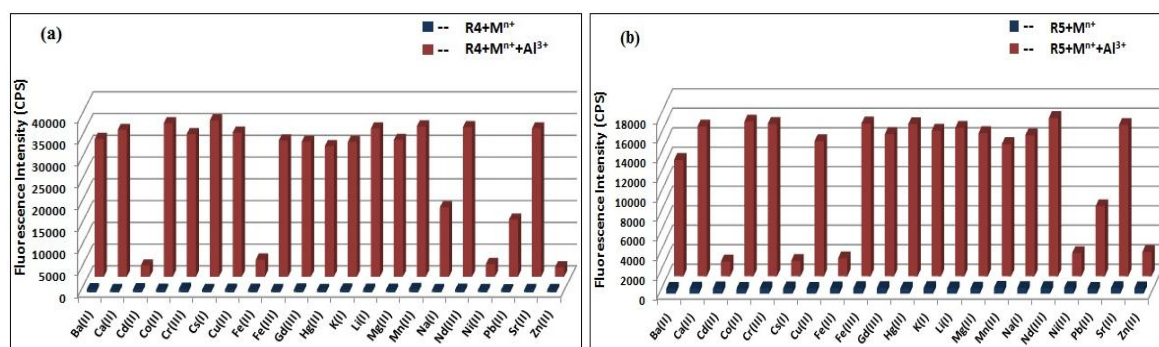 (a)
-- R4+Mⁿ⁺
-- R4+Mⁿ⁺+Al³⁺
Fluorescence Intensity (CPS)
40000
35000
30000
25000
20000
15000
10000
5000
0
Ba(II)
Ca(II)
Cd(II)
Co(II)
Cr(III)
Cs(I)
Cu(II)
Fe(II)
Fe(III)
Gd(III)
Hg(II)
K(I)
Li(I)
Mg(II)
Mn(II)
Na(I)
Nd(III)
Ni(II)
Pb(II)
Sr(II)
Zn(II)
(b)
-- R5+Mⁿ⁺
-- R5+Mⁿ⁺+Al³⁺
Fluorescence Intensity (CPS)
18000
16000
14000
12000
10000
8000
6000
4000
2000
0
Ba(II)
Ca(II)
Cd(II)
Co(II)
Cr(III)
Cs(I)
Cu(II)
Fe(II)
Fe(III)
Gd(III)
Hg(II)
K(I)
Li(I)
Mg(II)
Mn(II)
Na(I)
Nd(III)
Ni(II)
Pb(II)
Sr(II)
Zn(II)